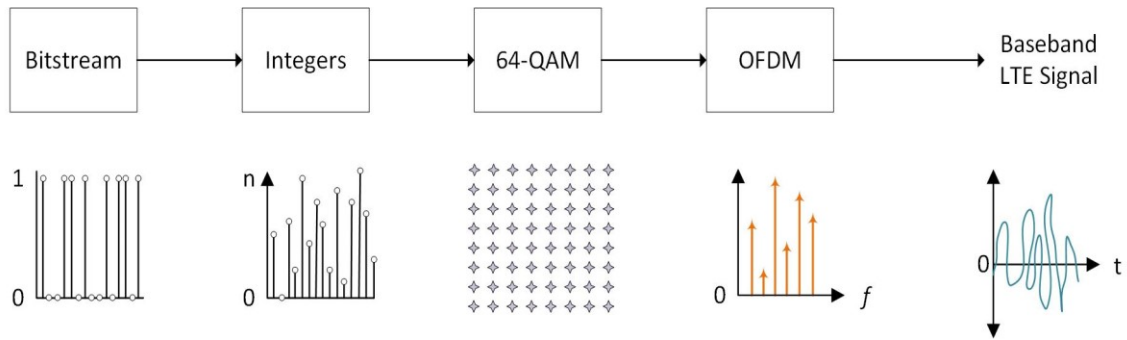 Bitstream
Integers
64-QAM
OFDM
Baseband
LTE Signal
1
0
n
0
0
f
0
t